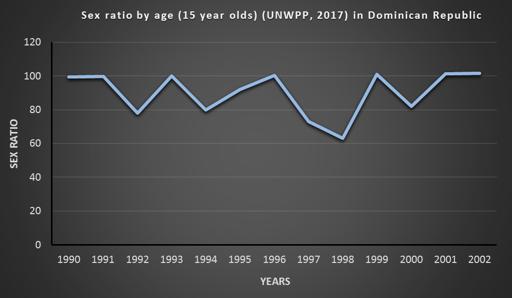 Sex ratio by age (15 year olds) (UNWPP, 2017) in Dominican Republic
120
100
80
60
40
20
0
SEX RATIO
1990 1991 1992 1993 1994 1995 1996 1997 1998 1999 2000 2001 2002
YEARS